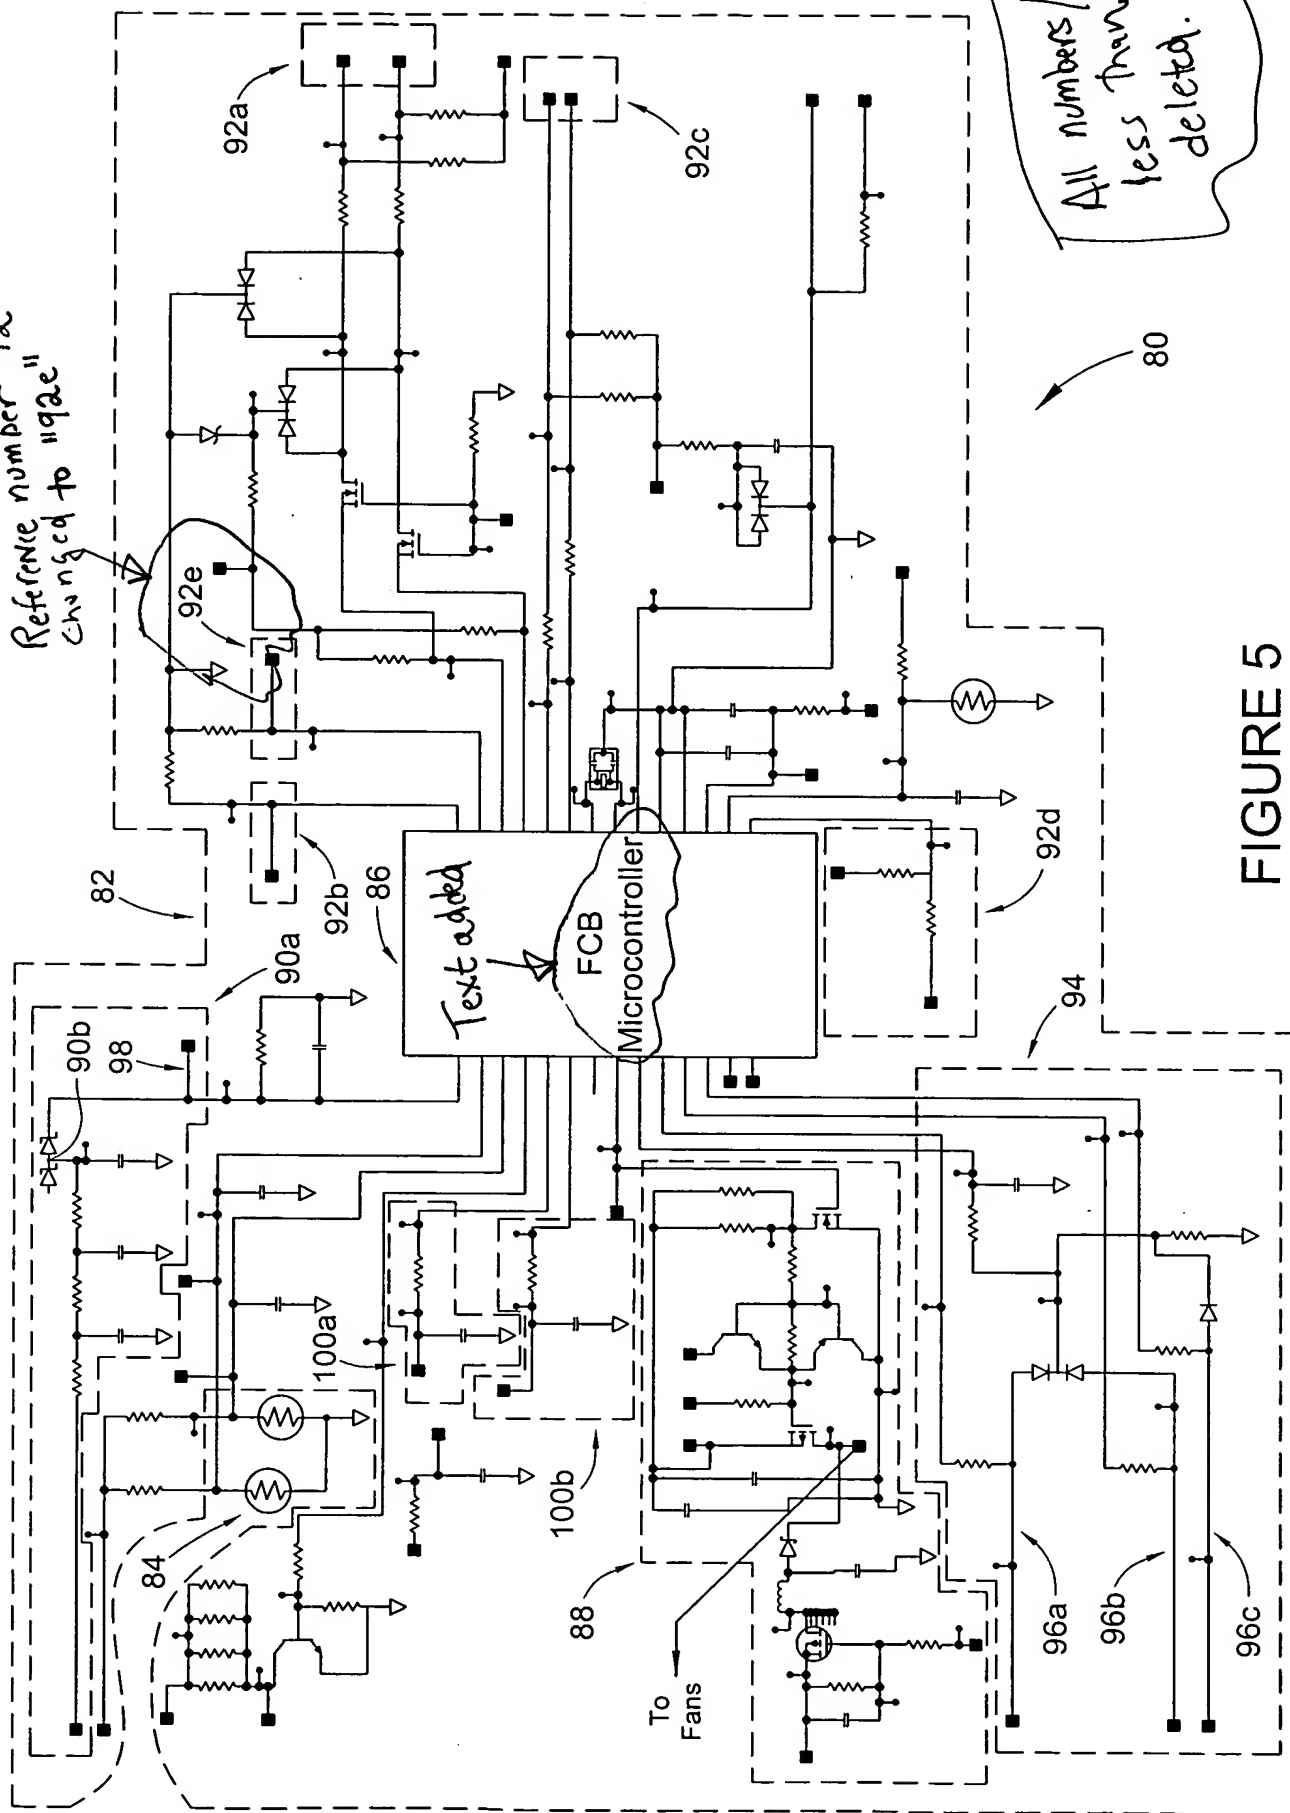 Reference number
changed to "92e"
All numbers/
less than
deleted.
92a
92c
92e
80
82
92b
86
Text added
FCB
Microcontroller
92d
90a
90b
98
94
84
100a
100b
88
To
Fans
96a
96b
96c
FIGURE 5